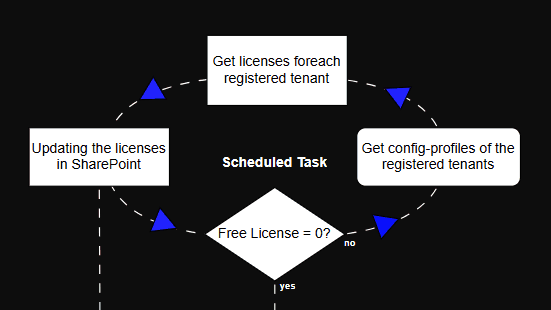 Get licenses foreach
registered tenant
Updating the licenses
in SharePoint
Get config-profiles of the
registered tenants
Scheduled Task
Free License = 0?
no
yes